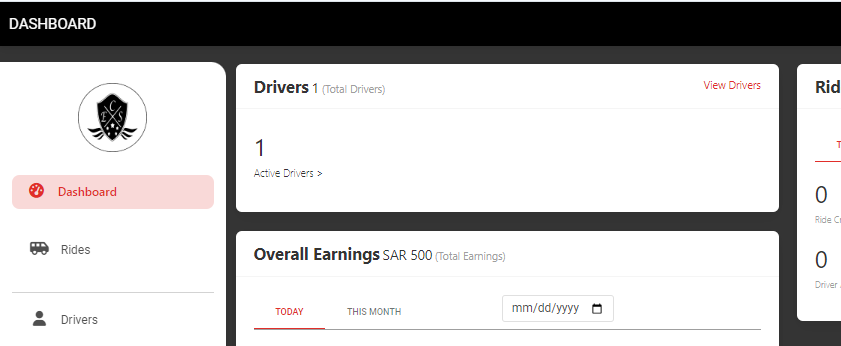 DASHBOARD
E C S
Dashboard
Rides
Drivers
Drivers 1 (Total Drivers)
View Drivers
1
Active Drivers >
Overall Earnings SAR 500 (Total Earnings)
TODAY
THIS MONTH
mm/dd/yyyy
Rid
T
0
Ride Cr
0
Driver